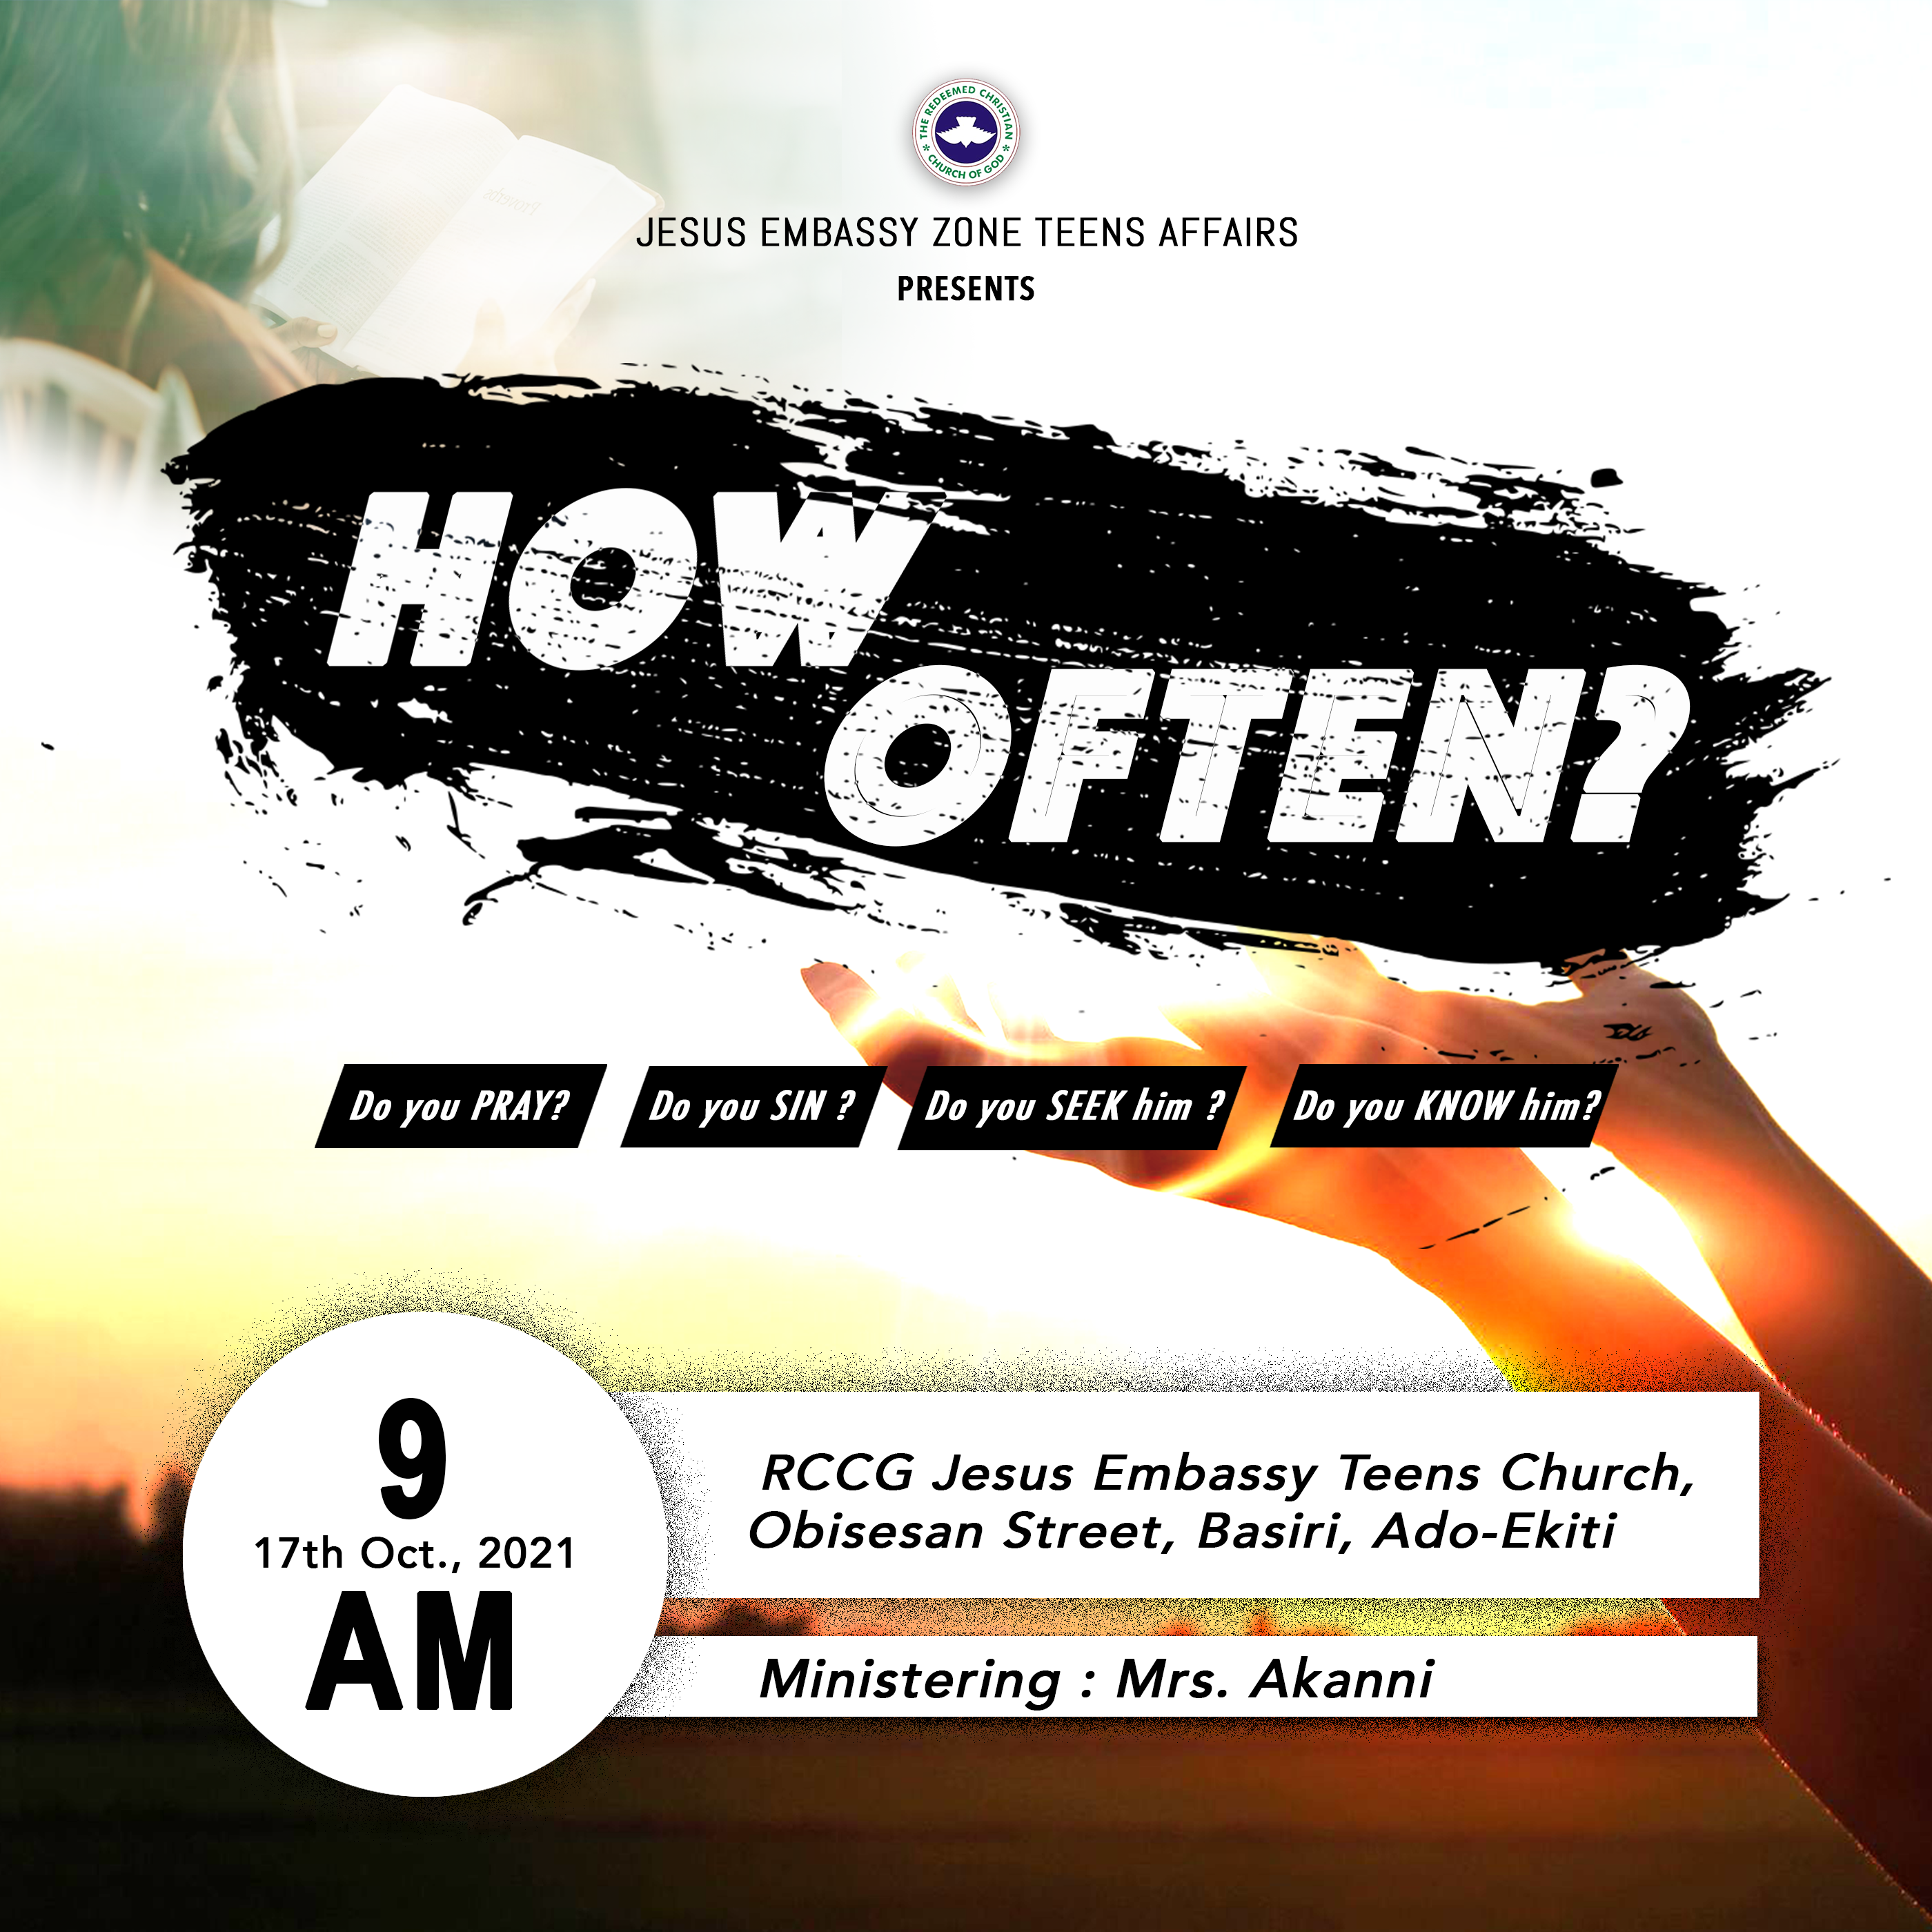 THE REDEEMED CHRISTIAN
CHURCH OF GOD
JESUS EMBASSY ZONE TEENS AFFAIRS
PRESENTS
Proverbs
HOW
OFTEN?
Do you PRAY?
Do you SIN ?
Do you SEEK him ?
Do you KNOW him?
9
17th Oct., 2021
AM
RCCG Jesus Embassy Teens Church,
Obisesan Street, Basiri, Ado-Ekiti
Ministering : Mrs. Akanni